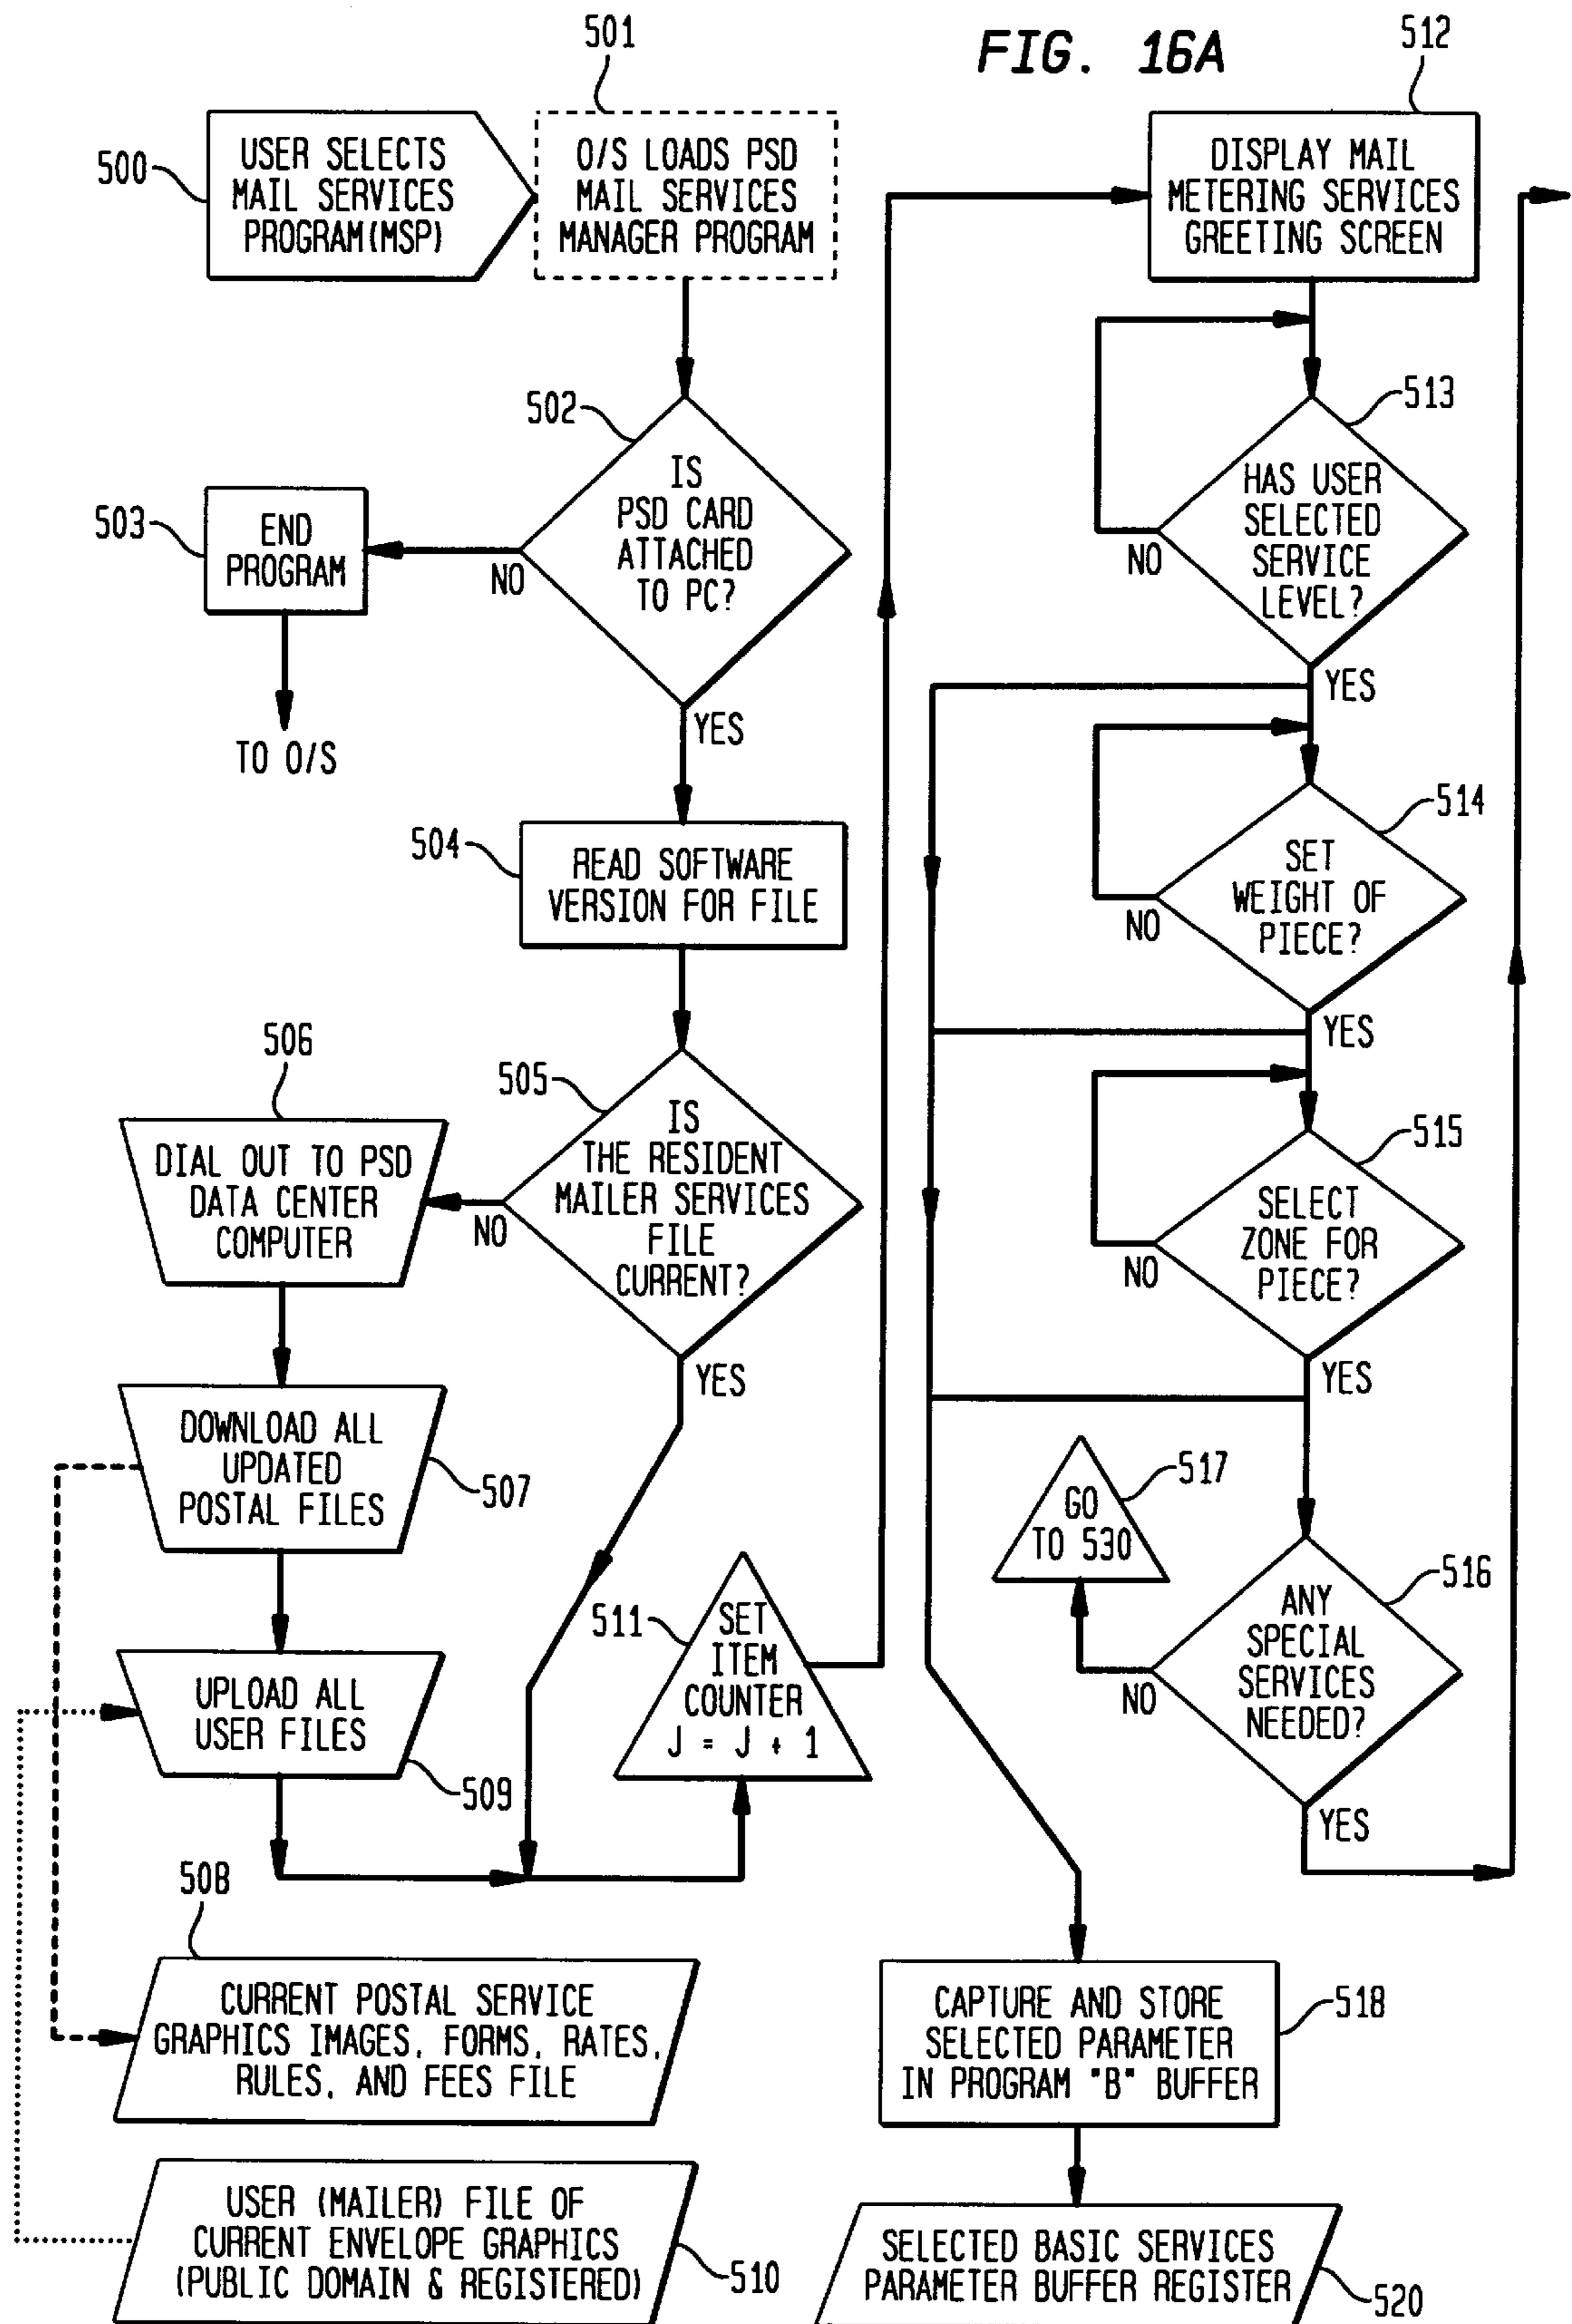 FIG. 16A
501
500
USER SELECTS
MAIL SERVICES
PROGRAM(MSP)
O/S LOADS PSD
MAIL SERVICES
MANAGER PROGRAM
502
IS
PSD CARD
ATTACHED
TO PC?
NO
YES
503
END
PROGRAM
TO O/S
504
READ SOFTWARE
VERSION FOR FILE
505
IS
THE RESIDENT
MAILER SERVICES
FILE
CURRENT?
NO
YES
506
DIAL OUT TO PSD
DATA CENTER
COMPUTER
DOWNLOAD ALL
UPDATED
POSTAL FILES
507
UPLOAD ALL
USER FILES
509
511
SET
ITEM
COUNTER
J = J + 1
508
CURRENT POSTAL SERVICE
GRAPHICS IMAGES, FORMS, RATES,
RULES, AND FEES FILE
USER (MAILER) FILE OF
CURRENT ENVELOPE GRAPHICS
(PUBLIC DOMAIN & REGISTERED)
510
512
DISPLAY MAIL
METERING SERVICES
GREETING SCREEN
513
HAS USER
SELECTED
SERVICE
LEVEL?
NO
YES
514
SET
WEIGHT OF
PIECE?
NO
YES
515
SELECT
ZONE FOR
PIECE?
NO
YES
517
GO
TO 530
516
ANY
SPECIAL
SERVICES
NEEDED?
NO
YES
CAPTURE AND STORE
SELECTED PARAMETER
IN PROGRAM "B" BUFFER
518
SELECTED BASIC SERVICES
PARAMETER BUFFER REGISTER
520